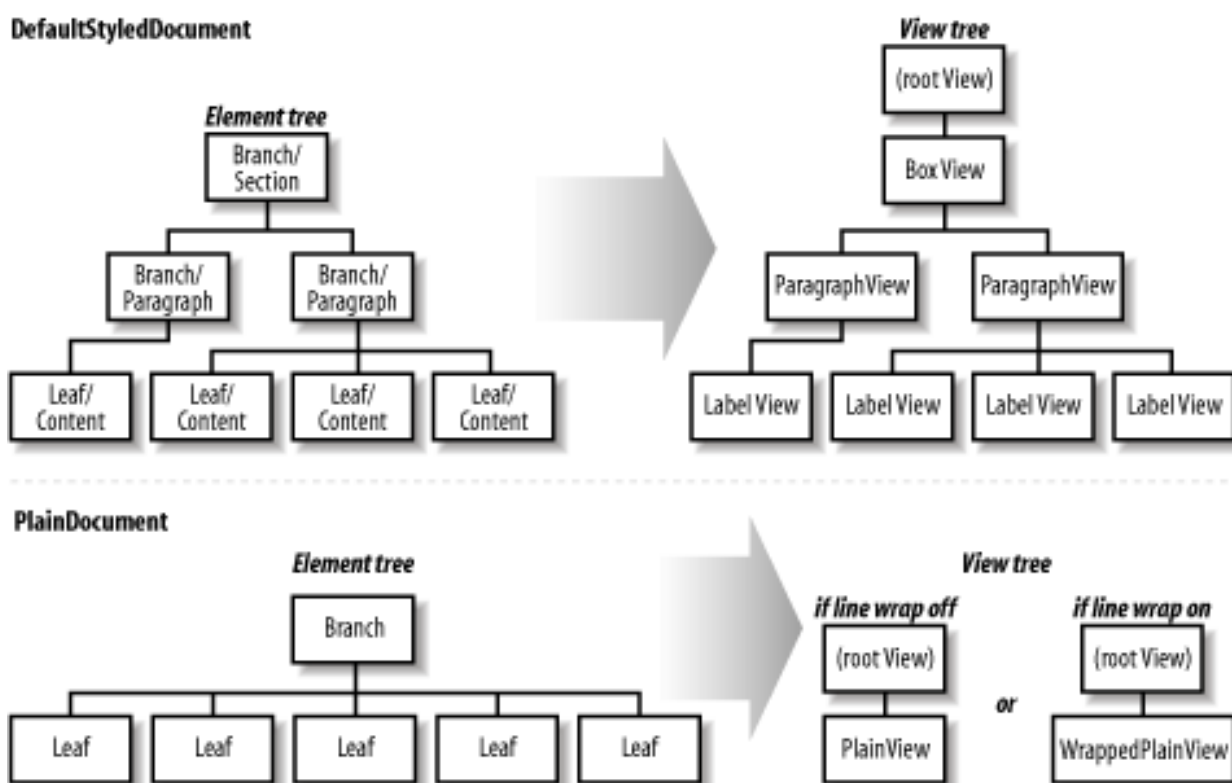 DefaultStyledDocument
Element tree
Branch/
Section
Branch/
Paragraph
Branch/
Paragraph
Leaf/
Content
Leaf/
Content
Leaf/
Content
Leaf/
Content
View tree
(root View)
Box View
ParagraphView
ParagraphView
Label View
Label View
Label View
Label View
PlainDocument
Element tree
Branch
Leaf
Leaf
Leaf
Leaf
Leaf
View tree
if line wrap off
(root View)
PlainView
or
if line wrap on
(root View)
WrappedPlainView